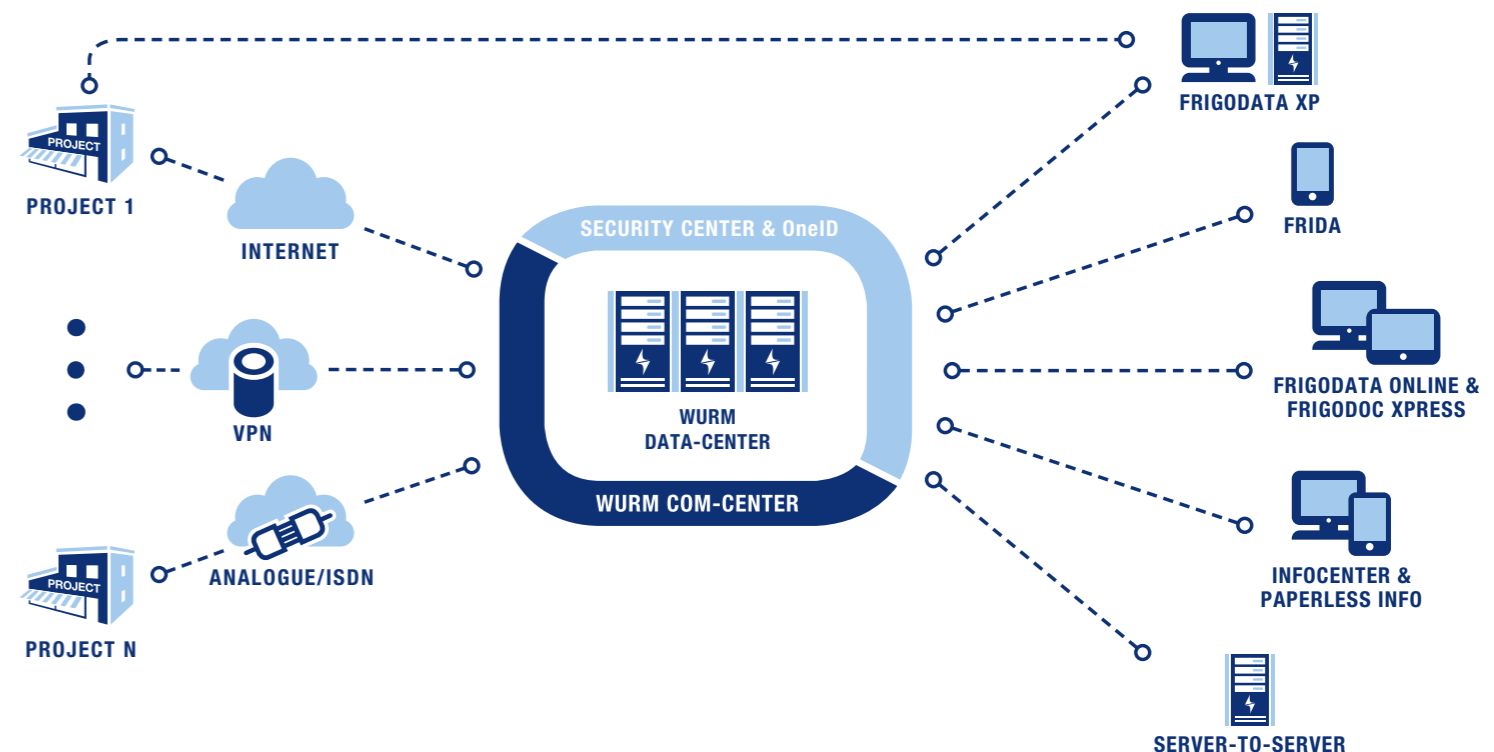 FRIGODATA XP
PROJECT
PROJECT 1
INTERNET
SECURITY CENTER & OneID
FRIDA
VPN
WURM
DATA-CENTER
FRIGODATA ONLINE &
FRIGODOC XPRESS
WURM COM-CENTER
ANALOGUE/ISDN
PROJECT
PROJECT N
INFOCENTER &
PAPERLESS INFO
SERVER-TO-SERVER